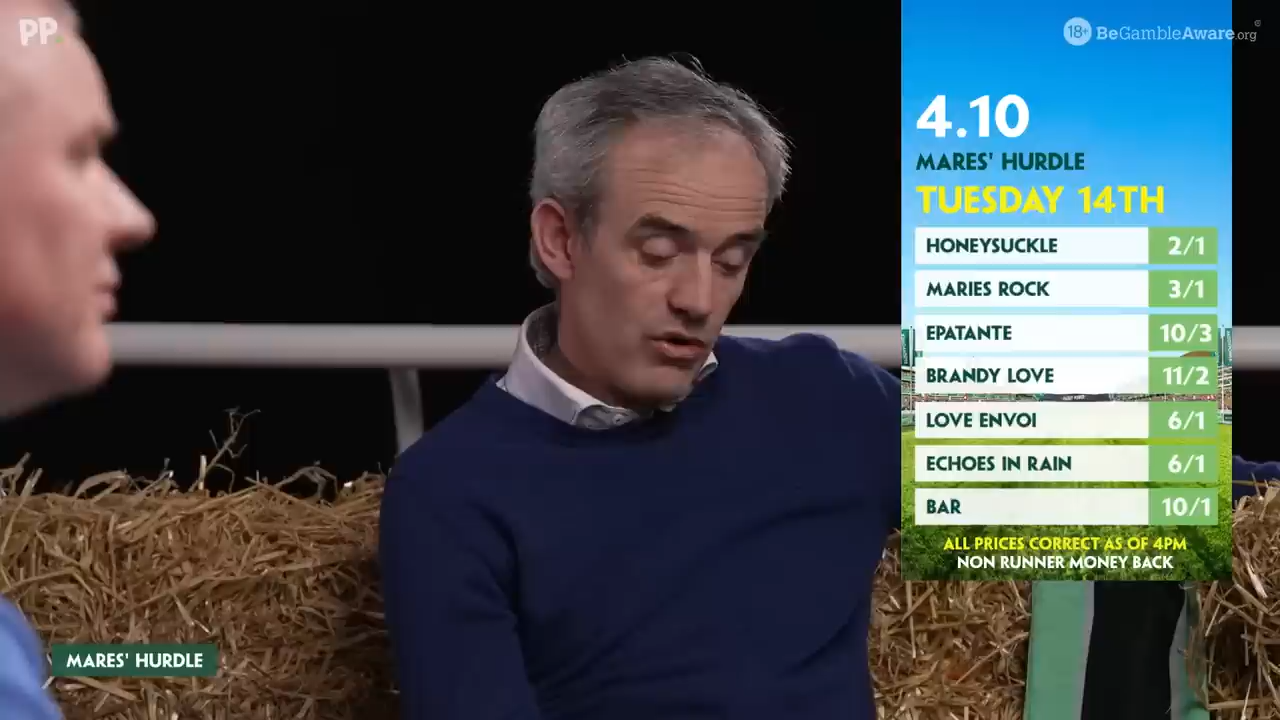 PP.
18+ BeGambleAware.org
4.10
MARES' HURDLE
TUESDAY 14TH
HONEYSUCKLE 2/1
MARIES ROCK 3/1
EPATANTE 10/3
BRANDY LOVE 11/2
LOVE ENVOI 6/1
ECHOES IN RAIN 6/1
BAR 10/1
ALL PRICES CORRECT AS OF 4PM
NON RUNNER MONEY BACK
MARES' HURDLE